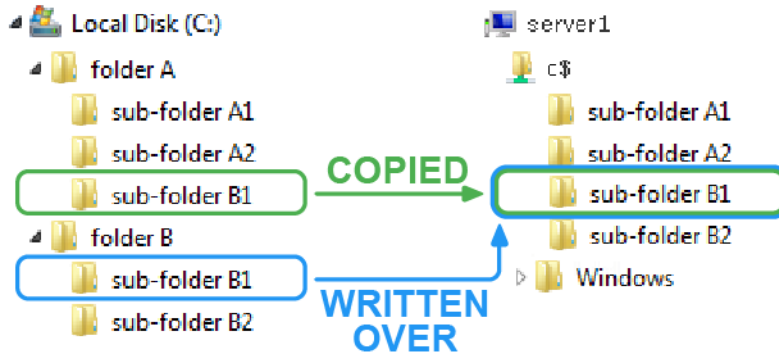 Local Disk (C:)
folder A
sub-folder A1
sub-folder A2
sub-folder B1
folder B
sub-folder B1
sub-folder B2
COPIED
WRITTEN
OVER
server1
c$
sub-folder A1
sub-folder A2
sub-folder B1
sub-folder B2
Windows